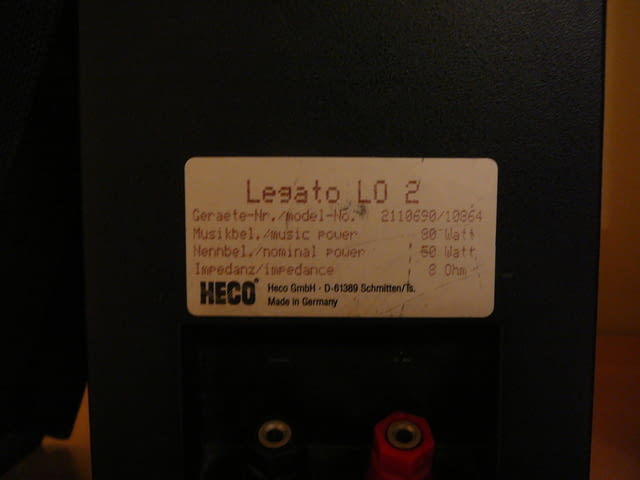 Legato LO 2
Geraete-Nr./model-No. 2110690/10864
Musikbel./music power 80 Watt
Nennbel./nominal power 50 Watt
Impedanz/impedance 8 Ohm
HECO® Heco GmbH · D-61389 Schmitten/Ts.
Made in Germany
− +